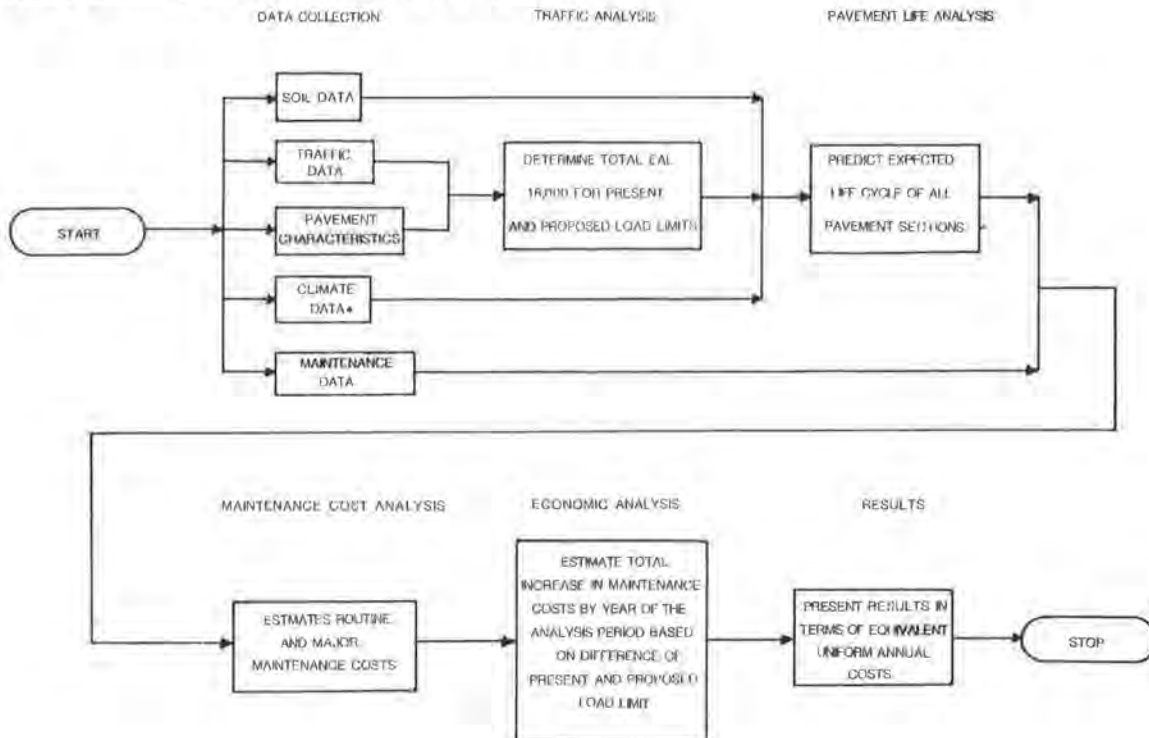 DATA COLLECTION
TRAFFIC ANALYSIS
PAVEMENT LIFE ANALYSIS
SOIL DATA
TRAFFIC
DATA
START
PAVEMENT
CHARACTERISTICS
CLIMATE
DATA*
MAINTENANCE
DATA
DETERMINE TOTAL EAL
18,000 FOR PRESENT
AND PROPOSED LOAD LIMITS
PREDICT EXPECTED
LIFE CYCLE OF ALL
PAVEMENT SECTIONS
MAINTENANCE COST ANALYSIS
ECONOMIC ANALYSIS
RESULTS
ESTMATES ROUTINE
AND MAJOR
MAINTENANCE COSTS
ESTIMATE TOTAL
INCREASE IN MAINTENANCE
COSTS BY YEAR OF THE
ANALYSIS PERIOD BASED
ON DIFFERENCE OF
PRESENT AND PROPOSED
LOAD LIMIT
PRESENT RESULTS IN
TERMS OF EQUIVALENT
UNIFORM ANNUAL
COSTS
STOP